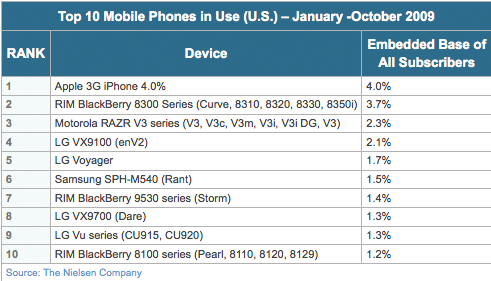 Top 10 Mobile Phones in Use (U.S.) – January -October 2009
RANK Device Embedded Base of All Subscribers
1 Apple 3G iPhone 4.0% 4.0%
2 RIM BlackBerry 8300 Series (Curve, 8310, 8320, 8330, 8350i) 3.7%
3 Motorola RAZR V3 series (V3, V3c, V3m, V3i, V3i DG, V3) 2.3%
4 LG VX9100 (enV2) 2.1%
5 LG Voyager 1.7%
6 Samsung SPH-M540 (Rant) 1.5%
7 RIM BlackBerry 9530 series (Storm) 1.4%
8 LG VX9700 (Dare) 1.3%
9 LG Vu series (CU915, CU920) 1.3%
10 RIM BlackBerry 8100 series (Pearl, 8110, 8120, 8129) 1.2%
Source: The Nielsen Company